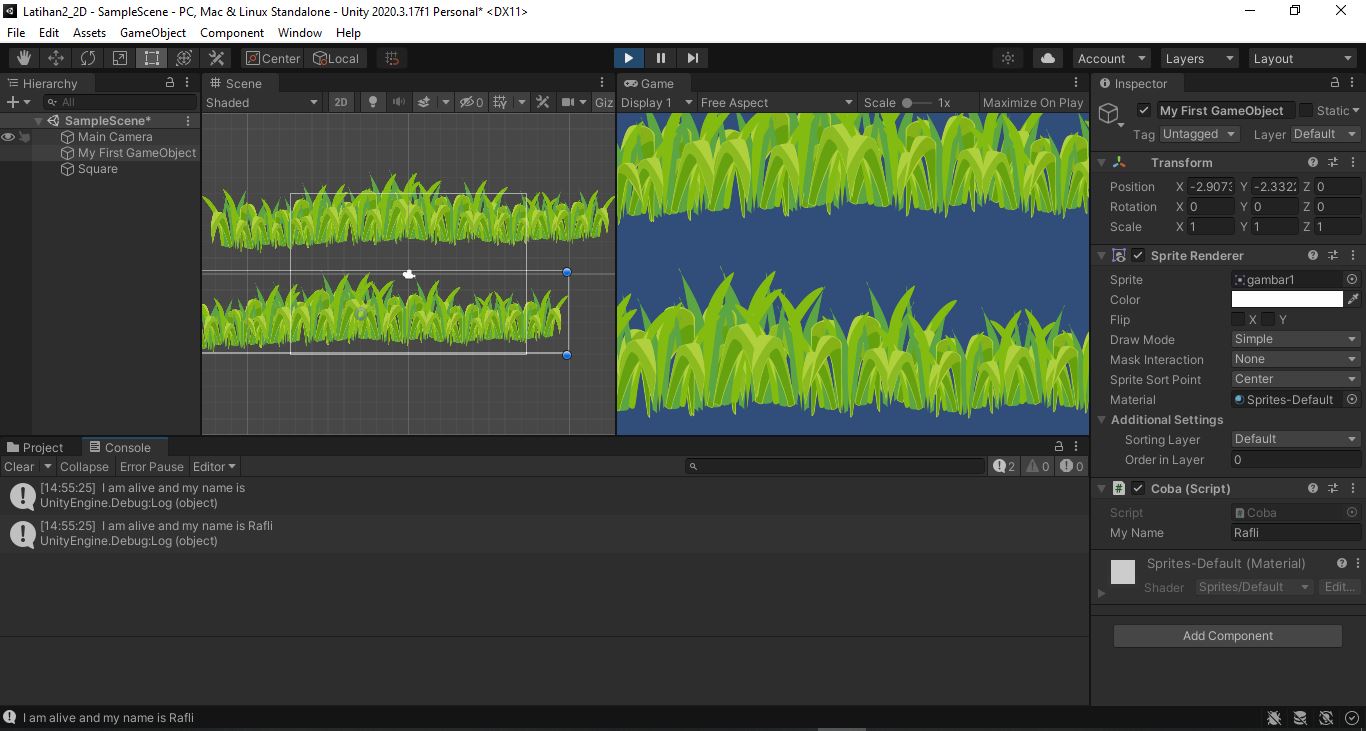 Latihan2_2D - SampleScene - PC, Mac & Linux Standalone - Unity 2020.3.17f1 Personal* <DX11>
File Edit Assets GameObject Component Window Help
Center Local Account Layers Layout
Hierarchy
All
SampleScene*
Main Camera
My First GameObject
Square
Scene
Shaded 2D 0 Giz
Game
Display 1 Free Aspect Scale 1x Maximize On Play
Inspector
My First GameObject Static
Tag Untagged Layer Default
Transform
Position X -2.9073 Y -2.3322 Z 0
Rotation X 0 Y 0 Z 0
Scale X 1 Y 1 Z 1
Sprite Renderer
Sprite gambar1
Color
Flip X Y
Draw Mode Simple
Mask Interaction None
Sprite Sort Point Center
Material Sprites-Default
Additional Settings
Sorting Layer Default
Order in Layer 0
# Coba (Script)
Script # Coba
My Name Rafli
Sprites-Default (Material)
Shader Sprites/Default Edit...
Add Component
Project Console
Clear Collapse Error Pause Editor 2 0 0
[14:55:25] I am alive and my name is
UnityEngine.Debug:Log (object)
[14:55:25] I am alive and my name is Rafli
UnityEngine.Debug:Log (object)
I am alive and my name is Rafli